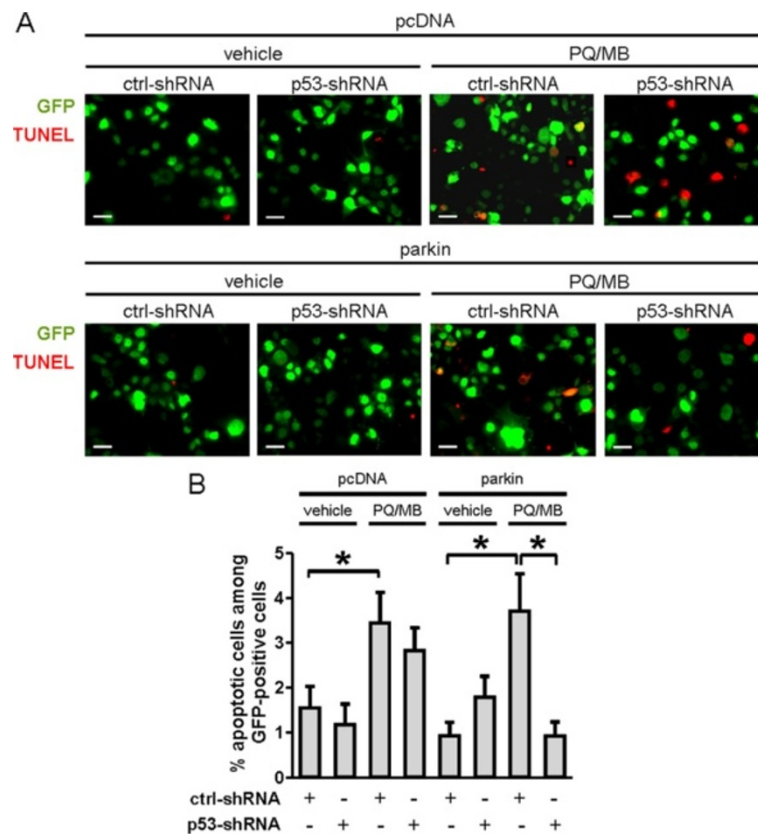 A
pcDNA
vehicle PQ/MB
ctrl-shRNA p53-shRNA ctrl-shRNA p53-shRNA
GFP
TUNEL
parkin
vehicle PQ/MB
ctrl-shRNA p53-shRNA ctrl-shRNA p53-shRNA
GFP
TUNEL
B
pcDNA parkin
vehicle PQ/MB vehicle PQ/MB
* * *
5
4
3
2
1
0
% apoptotic cells among
GFP-positive cells
ctrl-shRNA + - + - + - + -
p53-shRNA - + - + - + - +